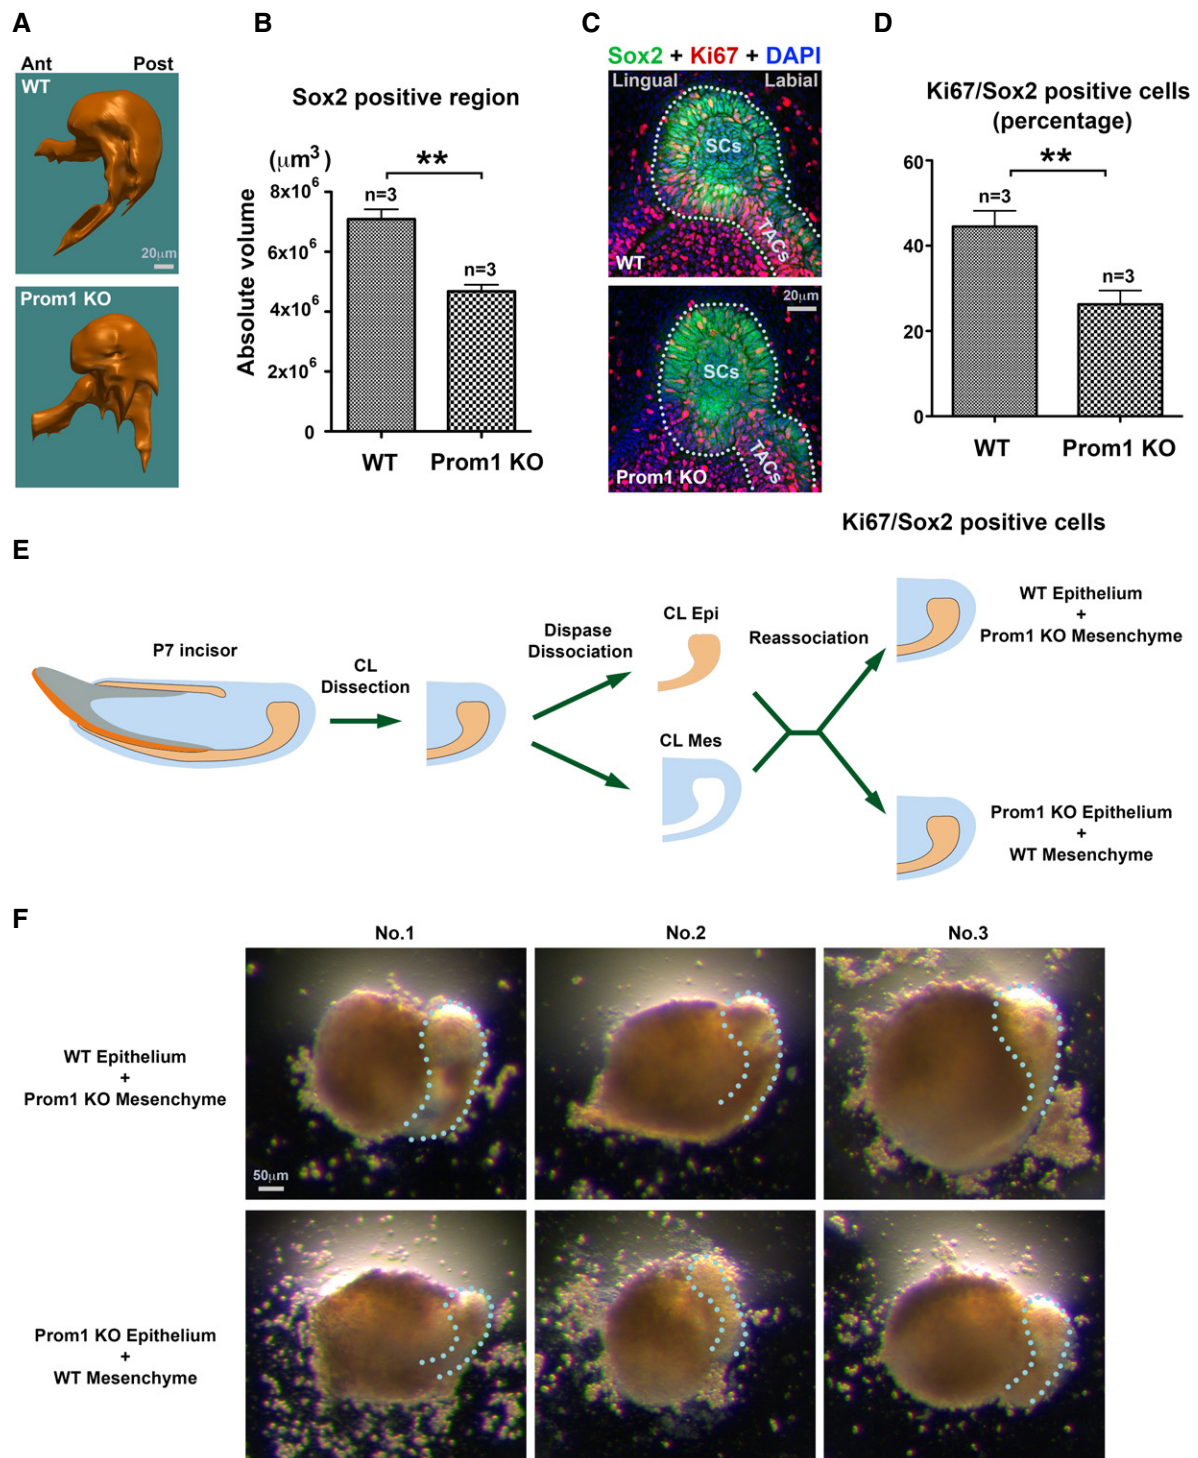 A
Ant Post
WT
20μm
Prom1 KO
B
Sox2 positive region
(μm³)
**
Absolute volume
8x10⁶
6x10⁶
4x10⁶
2x10⁶
0
n=3
n=3
WT
Prom1 KO
C
Sox2 + Ki67 + DAPI
Lingual Labial
SCs
TACs
WT
20μm
SCs
TACs
Prom1 KO
D
Ki67/Sox2 positive cells
(percentage)
**
60
40
20
0
n=3
n=3
WT
Prom1 KO
Ki67/Sox2 positive cells
E
P7 incisor
CL
Dissection
Dispase
Dissociation
CL Epi
CL Mes
Reassociation
WT Epithelium
+
Prom1 KO Mesenchyme
Prom1 KO Epithelium
+
WT Mesenchyme
F
No.1
No.2
No.3
WT Epithelium
+
Prom1 KO Mesenchyme
50μm
Prom1 KO Epithelium
+
WT Mesenchyme